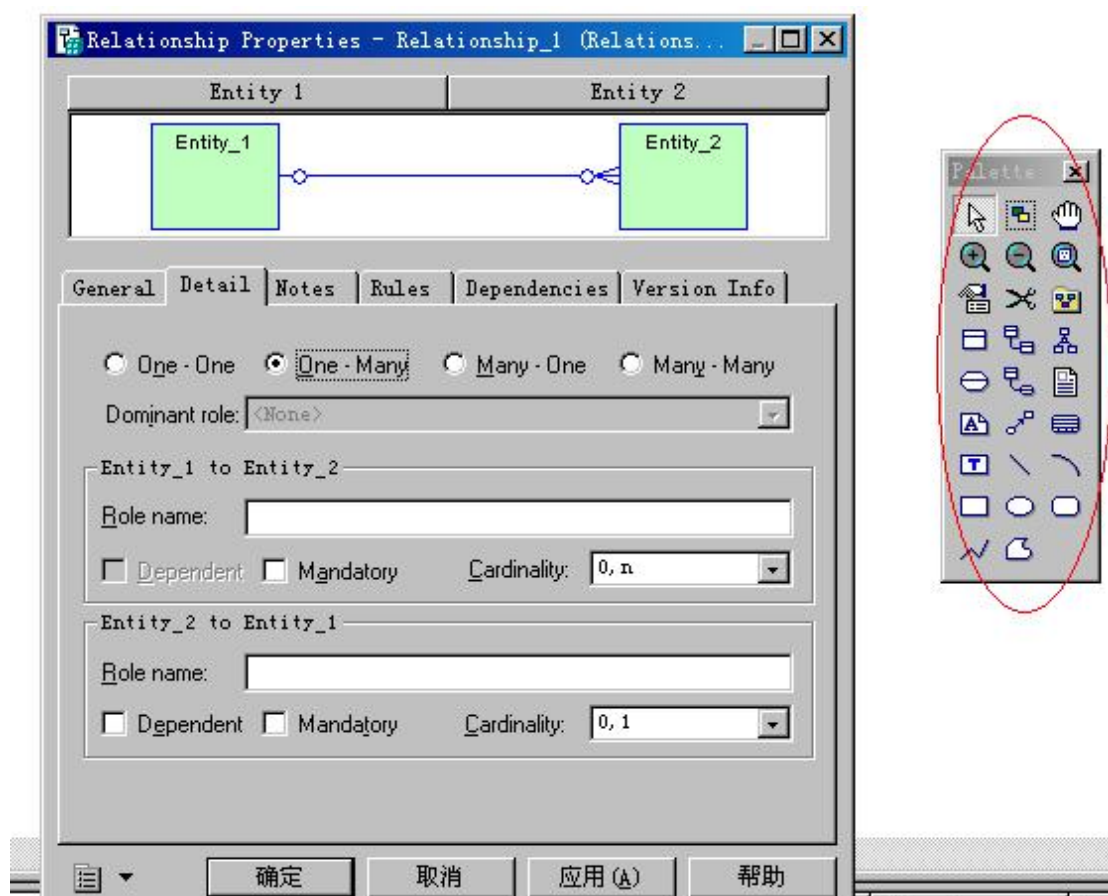 Relationship Properties - Relationship_1 (Relations...
Entity 1 Entity 2
Entity_1 Entity_2
Palette
General Detail Notes Rules Dependencies Version Info
One - One One - Many Many - One Many - Many
Dominant role: <None>
Entity_1 to Entity_2
Role name:
Dependent Mandatory Cardinality: 0,n
Entity_2 to Entity_1
Role name:
Dependent Mandatory Cardinality: 0,1
确定 取消 应用(A) 帮助